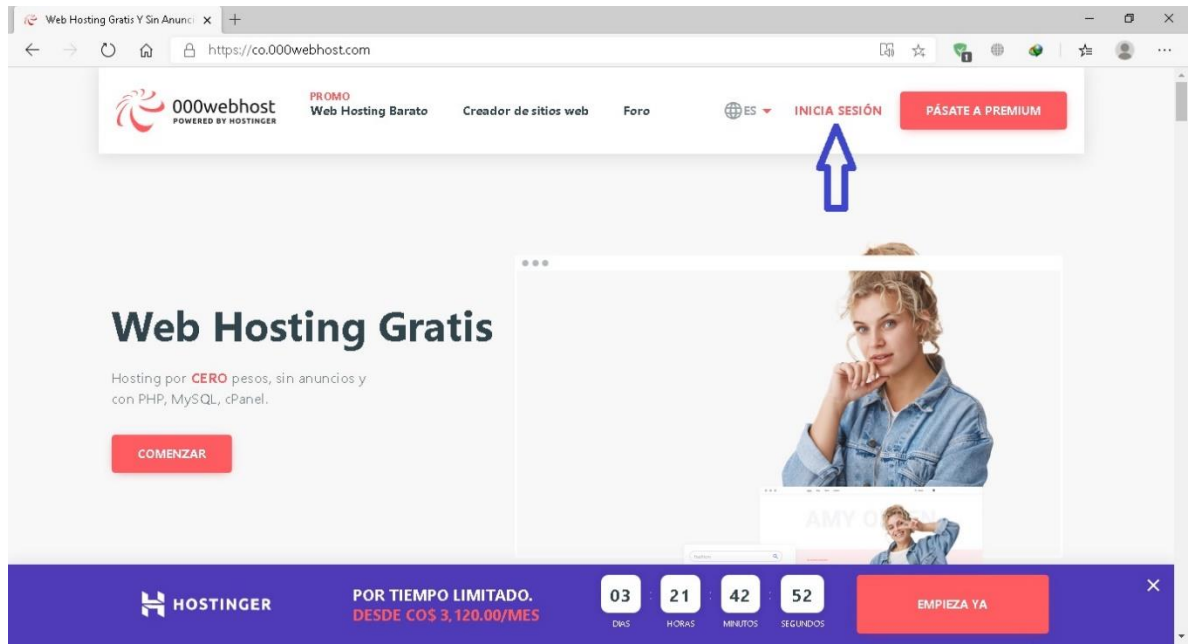 Web Hosting Gratis Y Sin Anunci
https://co.000webhost.com
1
000webhost
POWERED BY HOSTINGER
PROMO
Web Hosting Barato
Creador de sitios web
Foro
ES
INICIA SESIÓN
PÁSATE A PREMIUM
Web Hosting Gratis
Hosting por CERO pesos, sin anuncios y
con PHP, MySQL, cPanel.
COMENZAR
HOSTINGER
POR TIEMPO LIMITADO.
DESDE CO$ 3,120.00/MES
03 : 21 : 42 : 52
DIAS HORAS MINUTOS SEGUNDOS
EMPIEZA YA